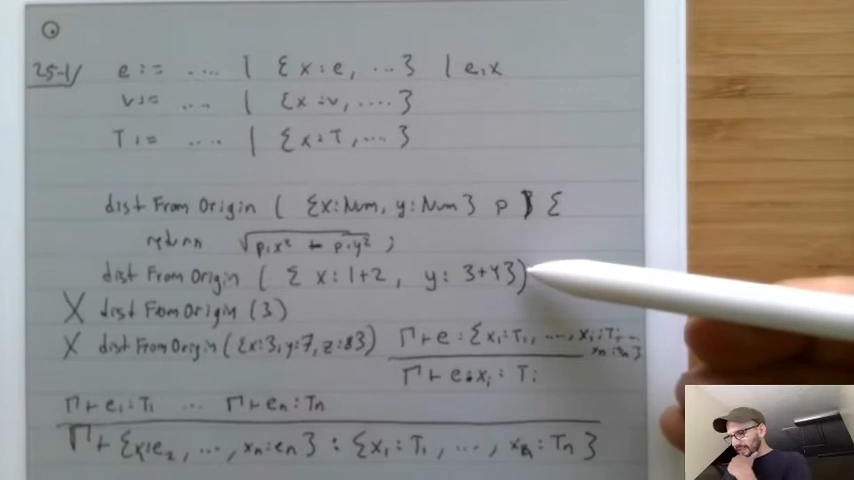 25-1/ e := .... | {x:e, ...} | e.x
v:= .... | {x:v, ....}
T:= .... | {x:T, ...}
distFromOrigin ( {x:Num, y:Num} p ) {
return √p.x² + p.y² ;
distFromOrigin ( { x: 1+2 , y: 3+4})
X distFromOrigin (3)
X distFromOrigin ({x:3, y:7, z:83})
Γ⊢e : {x₁:T₁, ..., xᵢ:Tᵢ...
xₙ:Tₙ}
Γ⊢e.xᵢ : Tᵢ
Γ⊢e₁:T₁ ... Γ⊢eₙ:Tₙ
Γ⊢{x₁:e₂, ..., xₙ:eₙ} : {x₁:T₁, ..., xₙ:Tₙ}